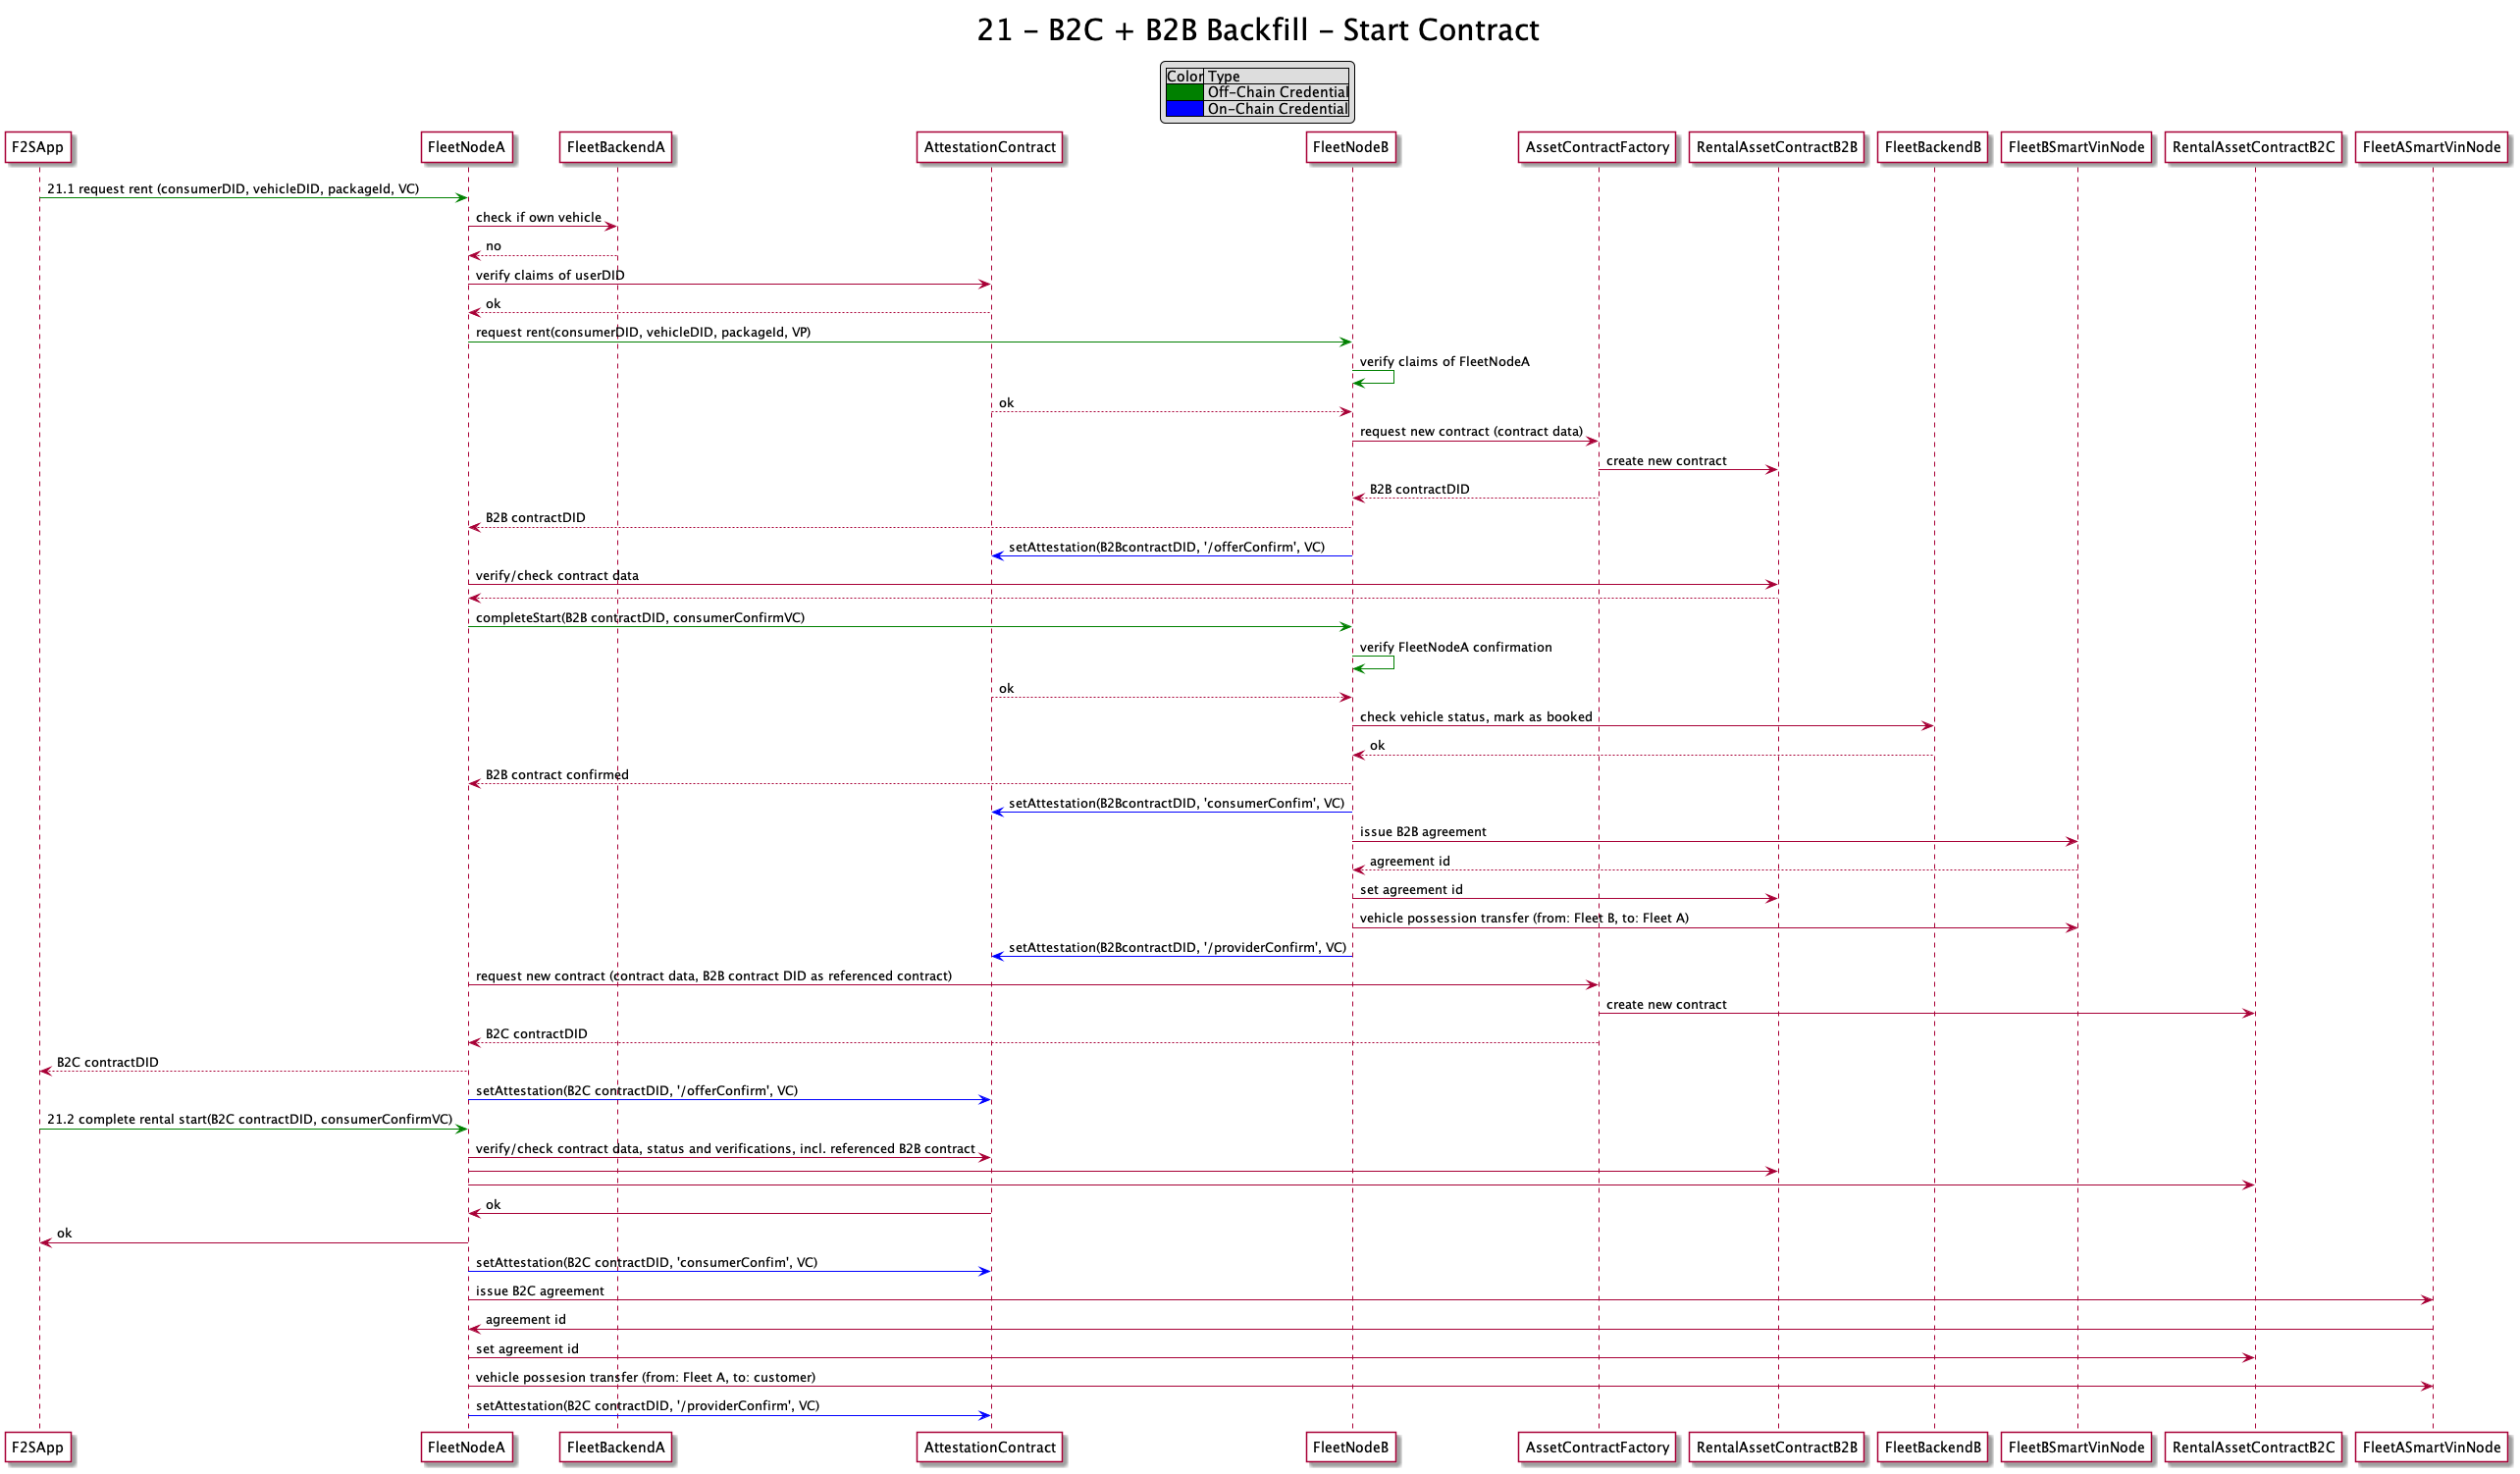 21 - B2C + B2B Backfill - Start Contract
Color Type
Off-Chain Credential
On-Chain Credential
F2SApp FleetNodeA FleetBackendA AttestationContract FleetNodeB AssetContractFactory RentalAssetContractB2B FleetBackendB FleetBSmartVinNode RentalAssetContractB2C FleetASmartVinNode
21.1 request rent (consumerDID, vehicleDID, packageId, VC)
check if own vehicle
no
verify claims of userDID
ok
request rent(consumerDID, vehicleDID, packageId, VP)
verify claims of FleetNodeA
ok
request new contract (contract data)
create new contract
B2B contractDID
B2B contractDID
setAttestation(B2BcontractDID, '/offerConfirm', VC)
verify/check contract data
completeStart(B2B contractDID, consumerConfirmVC)
verify FleetNodeA confirmation
ok
check vehicle status, mark as booked
ok
B2B contract confirmed
setAttestation(B2BcontractDID, 'consumerConfim', VC)
issue B2B agreement
agreement id
set agreement id
vehicle possession transfer (from: Fleet B, to: Fleet A)
setAttestation(B2BcontractDID, '/providerConfirm', VC)
request new contract (contract data, B2B contract DID as referenced contract)
create new contract
B2C contractDID
B2C contractDID
setAttestation(B2C contractDID, '/offerConfirm', VC)
21.2 complete rental start(B2C contractDID, consumerConfirmVC)
verify/check contract data, status and verifications, incl. referenced B2B contract
ok
ok
setAttestation(B2C contractDID, 'consumerConfim', VC)
issue B2C agreement
agreement id
set agreement id
vehicle possesion transfer (from: Fleet A, to: customer)
setAttestation(B2C contractDID, '/providerConfirm', VC)
F2SApp FleetNodeA FleetBackendA AttestationContract FleetNodeB AssetContractFactory RentalAssetContractB2B FleetBackendB FleetBSmartVinNode RentalAssetContractB2C FleetASmartVinNode